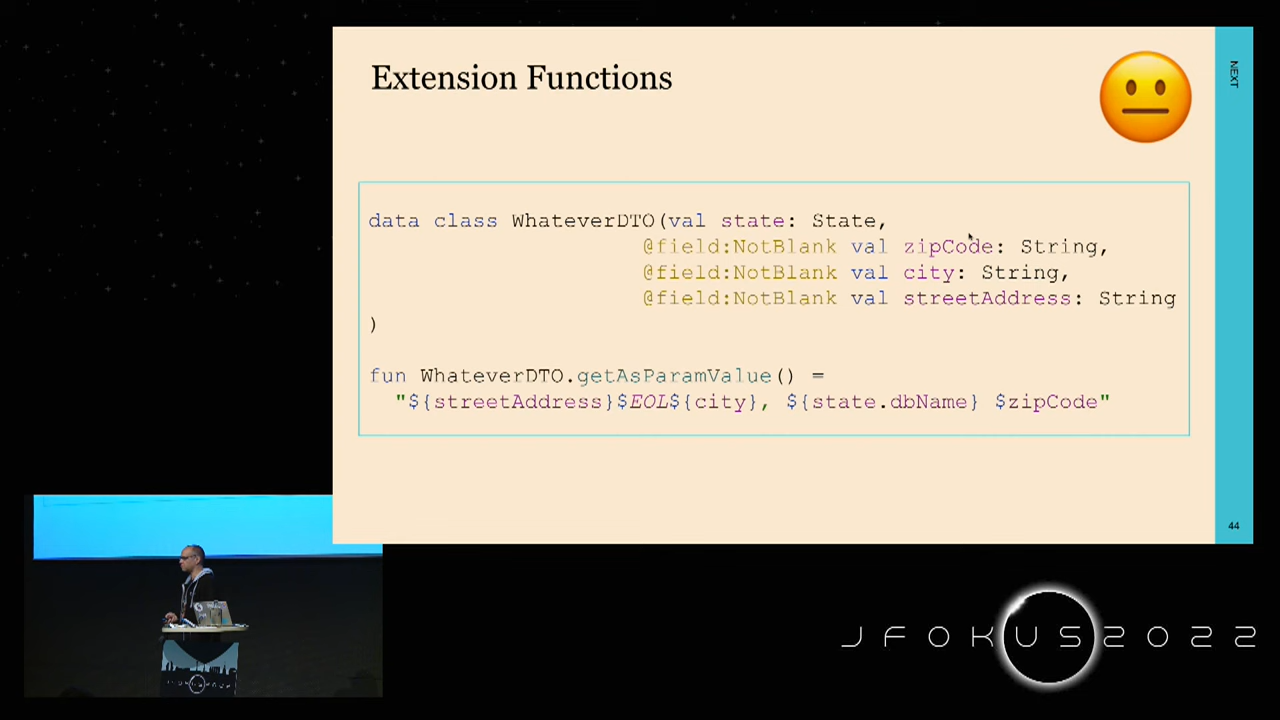 Extension Functions
NEXT
data class WhateverDTO(val state: State,
@field:NotBlank val zipCode: String,
@field:NotBlank val city: String,
@field:NotBlank val streetAddress: String
)
fun WhateverDTO.getAsParamValue() =
"${streetAddress}$EOL${city}, ${state.dbName} $zipCode"
44
JFOKUS2022